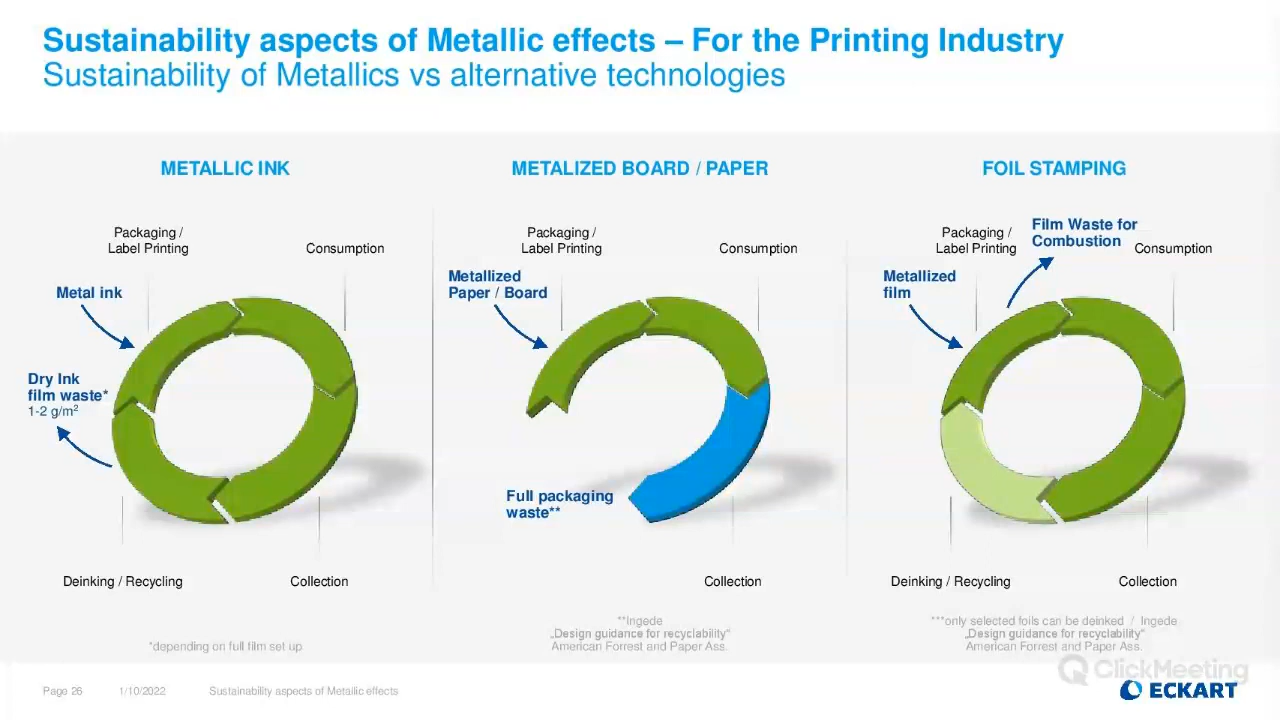 Sustainability aspects of Metallic effects – For the Printing Industry
Sustainability of Metallics vs alternative technologies
METALLIC INK
Packaging /
Label Printing
Consumption
Metal ink
Dry Ink
film waste*
1-2 g/m²
Deinking / Recycling
Collection
*depending on full film set up
METALIZED BOARD / PAPER
Packaging /
Label Printing
Consumption
Metallized
Paper / Board
Full packaging
waste**
Collection
**Ingede
„Design guidance for recyclability“
American Forrest and Paper Ass.
FOIL STAMPING
Packaging /
Label Printing
Film Waste for
Combustion
Consumption
Metallized
film
Deinking / Recycling
Collection
***only selected foils can be deinked / Ingede
„Design guidance for recyclability“
American Forrest and Paper Ass.
ClickMeeting
Page 26
1/10/2022
Sustainability aspects of Metallic effects
ECKART